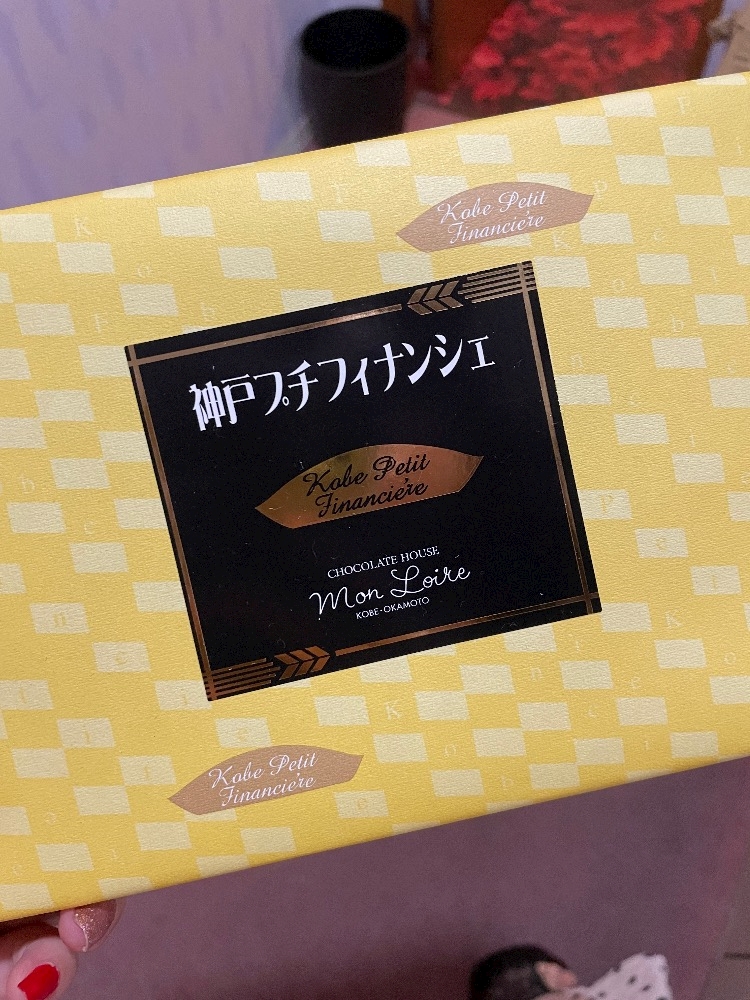 Kobe Petit
Financière
神戸プチフィナンシェ
Kobe Petit
Financière
CHOCOLATE HOUSE
Mon Loire
KOBE-OKAMOTO
Kobe Petit
Financière